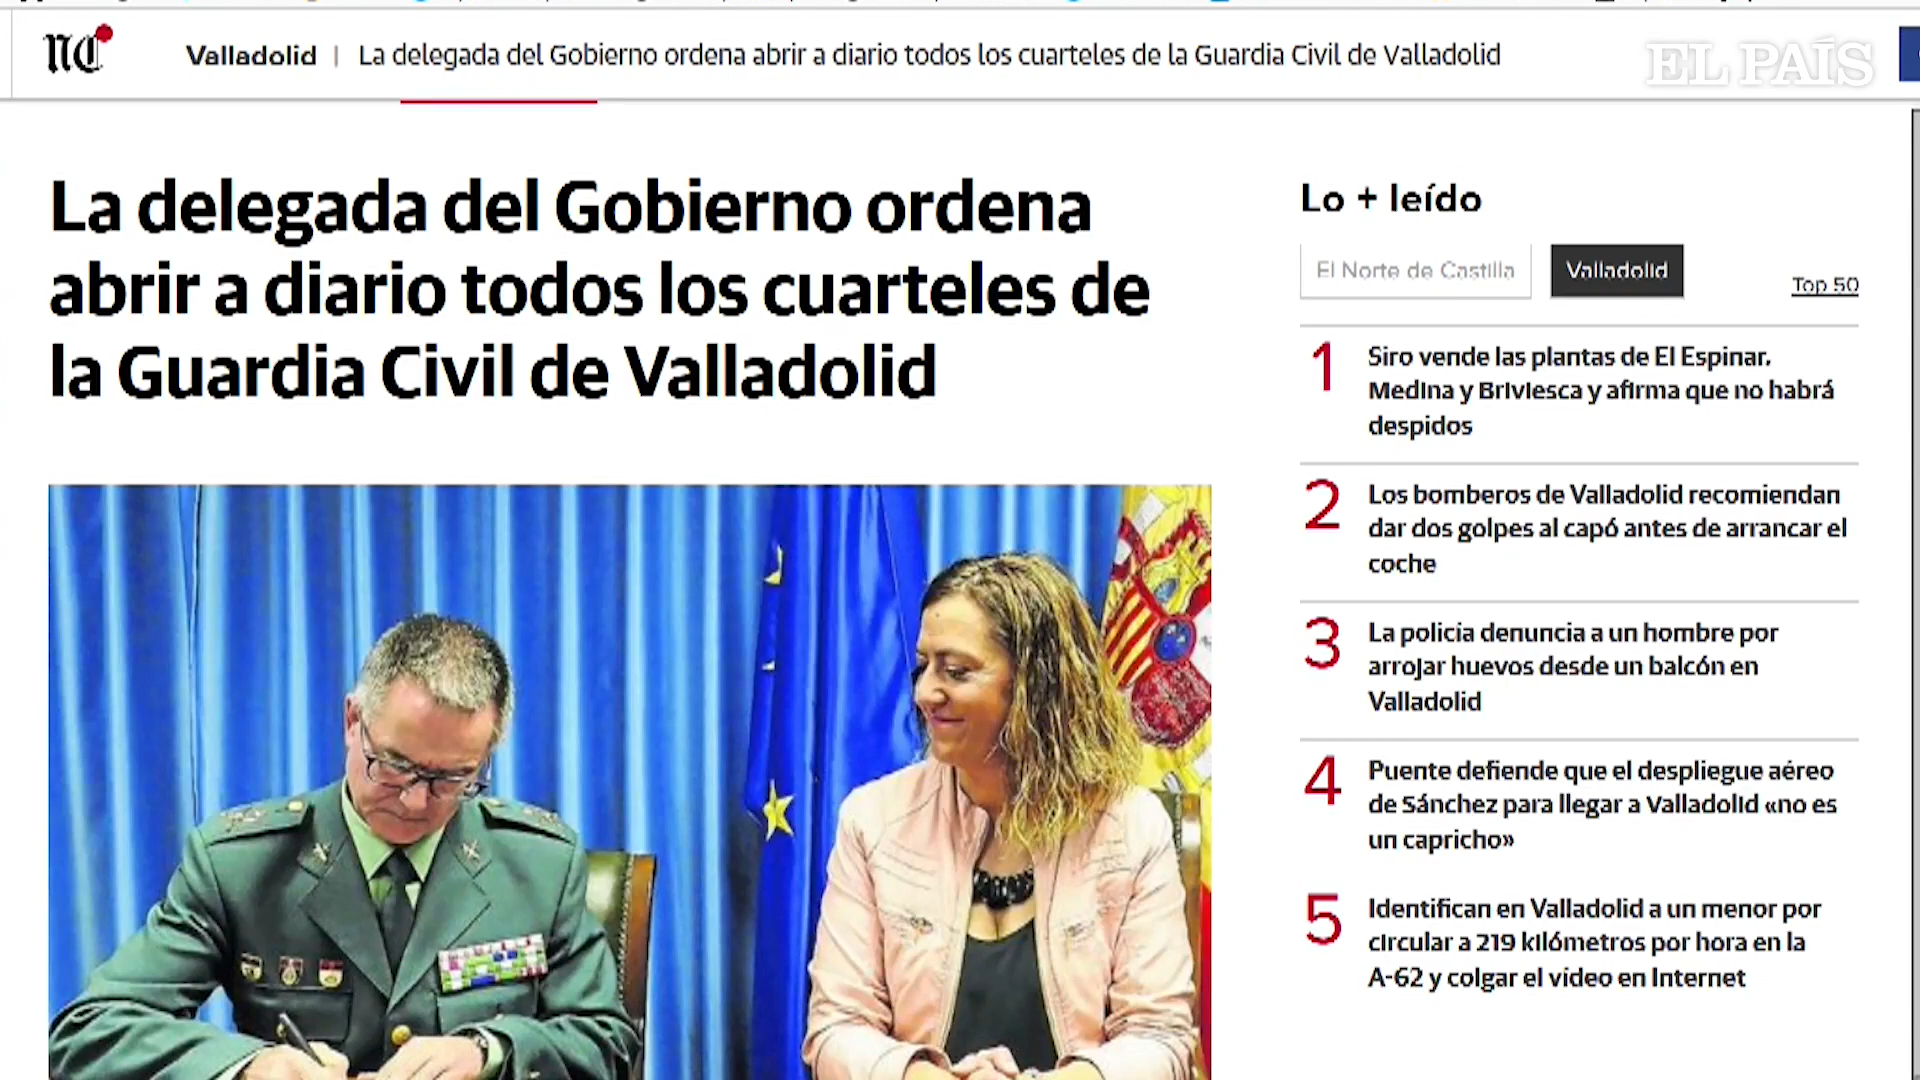 NC
Valladolid | La delegada del Gobierno ordena abrir a diario todos los cuarteles de la Guardia Civil de Valladolid
EL PAÍS
La delegada del Gobierno ordena
abrir a diario todos los cuarteles de
la Guardia Civil de Valladolid
Lo + leído
El Norte de Castilla
Valladolid
Top 50
1
Siro vende las plantas de El Espinar,
Medina y Briviesca y afirma que no habrá
despidos
2
Los bomberos de Valladolid recomiendan
dar dos golpes al capó antes de arrancar el
coche
3
La policía denuncia a un hombre por
arrojar huevos desde un balcón en
Valladolid
4
Puente defiende que el despliegue aéreo
de Sánchez para llegar a Valladolid «no es
un capricho»
5
Identifican en Valladolid a un menor por
circular a 219 kilómetros por hora en la
A-62 y colgar el vídeo en Internet